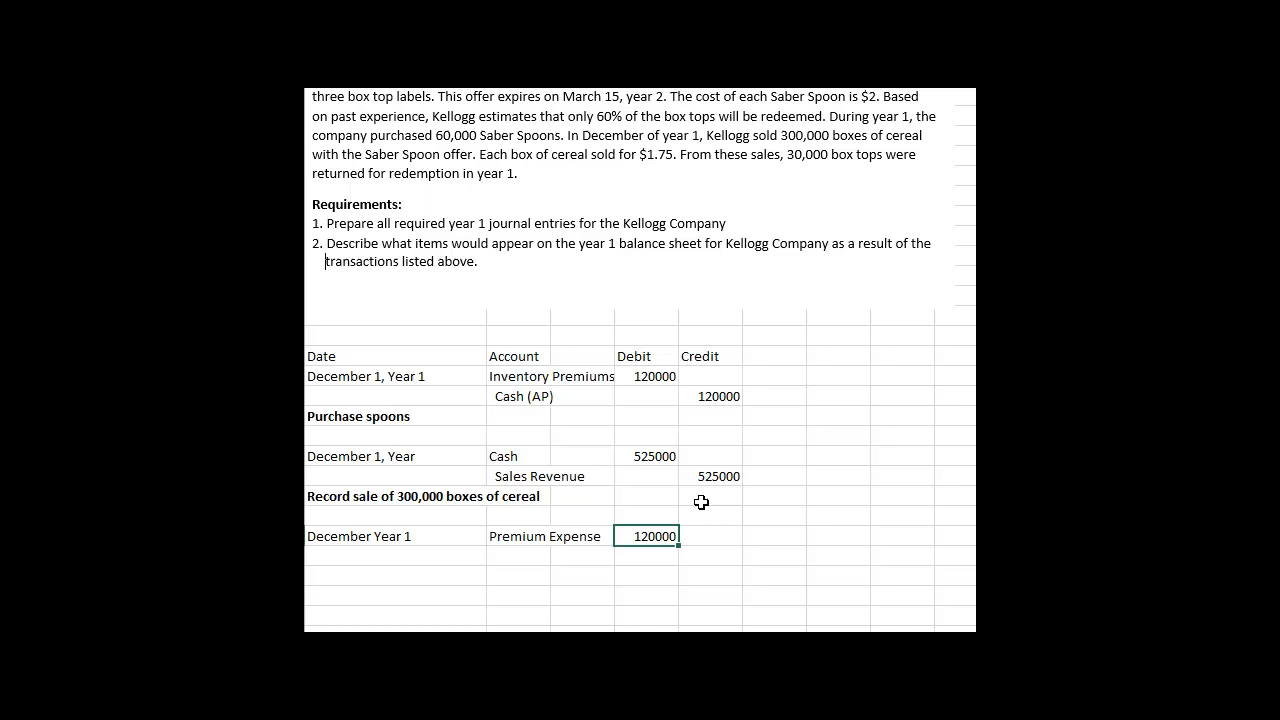 three box top labels. This offer expires on March 15, year 2. The cost of each Saber Spoon is $2. Based
on past experience, Kellogg estimates that only 60% of the box tops will be redeemed. During year 1, the
company purchased 60,000 Saber Spoons. In December of year 1, Kellogg sold 300,000 boxes of cereal
with the Saber Spoon offer. Each box of cereal sold for $1.75. From these sales, 30,000 box tops were
returned for redemption in year 1.
Requirements:
1. Prepare all required year 1 journal entries for the Kellogg Company
2. Describe what items would appear on the year 1 balance sheet for Kellogg Company as a result of the
transactions listed above.
Date Account Debit Credit
December 1, Year 1 Inventory Premiums 120000
Cash (AP) 120000
Purchase spoons
December 1, Year Cash 525000
Sales Revenue 525000
Record sale of 300,000 boxes of cereal
December Year 1 Premium Expense 120000